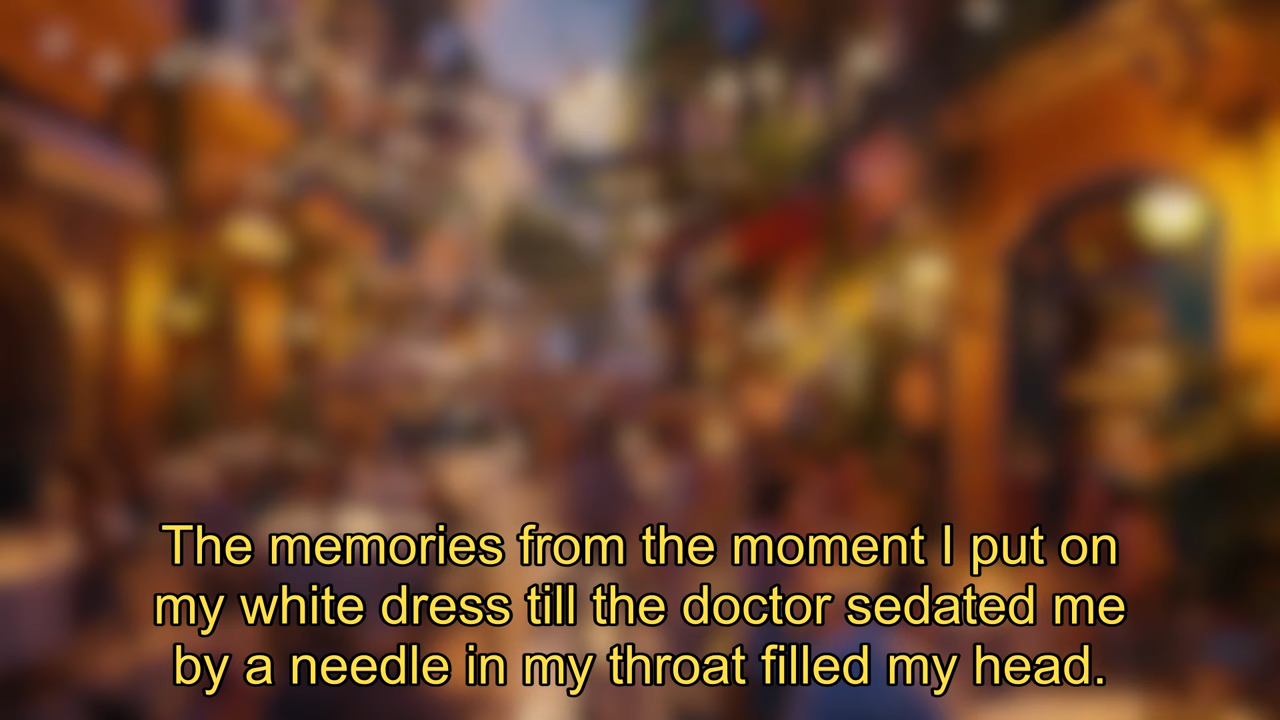 The memories from the moment I put on
my white dress till the doctor sedated me
by a needle in my throat filled my head.